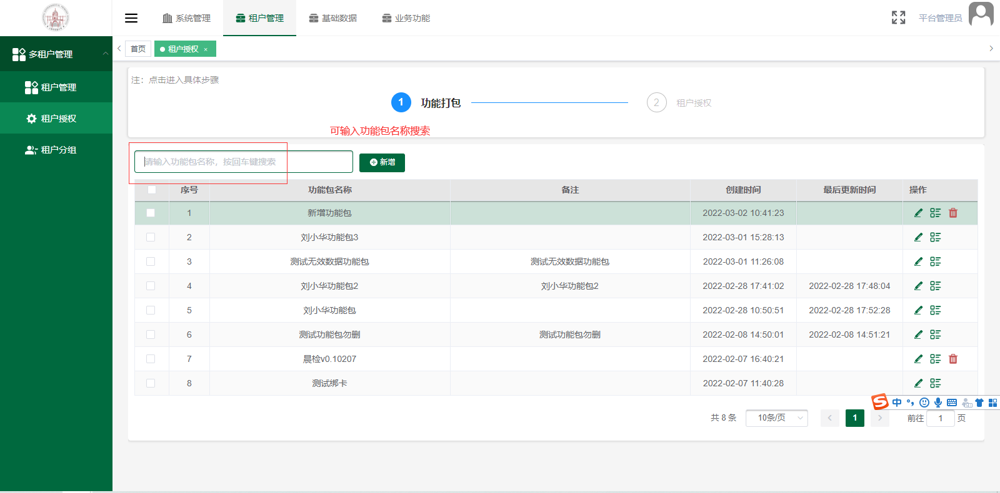 系统管理
租户管理
基础数据
业务功能
平台管理员
多租户管理
租户管理
租户授权
租户分组
首页
租户授权 ×
注：点击进入具体步骤
1 功能打包
2 租户授权
可输入功能包名称搜索
请输入功能包名称，按回车键搜索
新增
序号 功能包名称 备注 创建时间 最后更新时间 操作
1 新增功能包 2022-03-02 10:41:23
2 刘小华功能包3 2022-03-01 15:28:13
3 测试无效数据功能包 测试无效数据功能包 2022-03-01 11:26:08
4 刘小华功能包2 刘小华功能包2 2022-02-28 17:41:02 2022-02-28 17:48:04
5 刘小华功能包 2022-02-28 10:50:51 2022-02-28 17:52:28
6 测试功能包勿删 测试功能包勿删 2022-02-08 14:50:01 2022-02-08 14:51:21
7 晨检v0.10207 2022-02-07 16:40:21
8 测试绑卡 2022-02-07 11:40:28
S 中
共 8 条 10条/页 1 前往 1 页